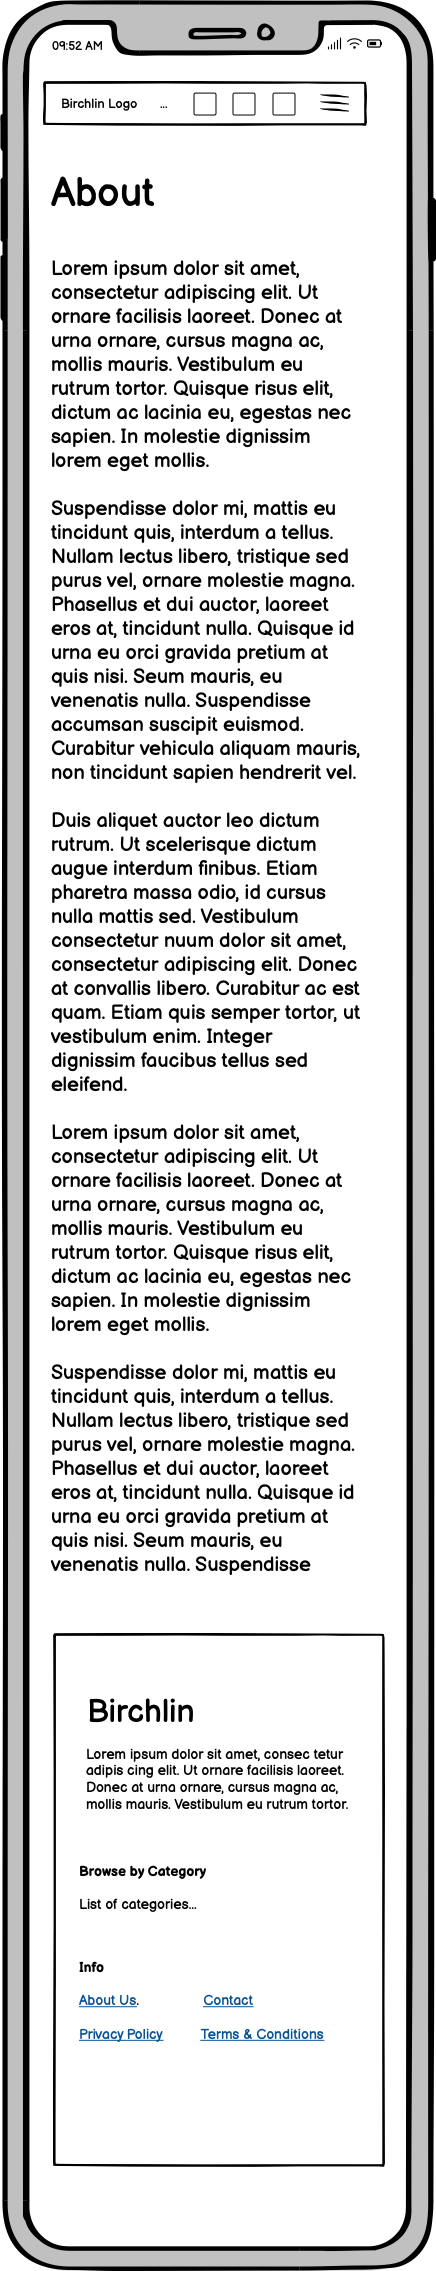 09:52 AM
Birchlin Logo ...
About
Lorem ipsum dolor sit amet,
consectetur adipiscing elit. Ut
ornare facilisis laoreet. Donec at
urna ornare, cursus magna ac,
mollis mauris. Vestibulum eu
rutrum tortor. Quisque risus elit,
dictum ac lacinia eu, egestas nec
sapien. In molestie dignissim
lorem eget mollis.
Suspendisse dolor mi, mattis eu
tincidunt quis, interdum a tellus.
Nullam lectus libero, tristique sed
purus vel, ornare molestie magna.
Phasellus et dui auctor, laoreet
eros at, tincidunt nulla. Quisque id
urna eu orci gravida pretium at
quis nisi. Seum mauris, eu
venenatis nulla. Suspendisse
accumsan suscipit euismod.
Curabitur vehicula aliquam mauris,
non tincidunt sapien hendrerit vel.
Duis aliquet auctor leo dictum
rutrum. Ut scelerisque dictum
augue interdum finibus. Etiam
pharetra massa odio, id cursus
nulla mattis sed. Vestibulum
consectetur nuum dolor sit amet,
consectetur adipiscing elit. Donec
at convallis libero. Curabitur ac est
quam. Etiam quis semper tortor, ut
vestibulum enim. Integer
dignissim faucibus tellus sed
eleifend.
Lorem ipsum dolor sit amet,
consectetur adipiscing elit. Ut
ornare facilisis laoreet. Donec at
urna ornare, cursus magna ac,
mollis mauris. Vestibulum eu
rutrum tortor. Quisque risus elit,
dictum ac lacinia eu, egestas nec
sapien. In molestie dignissim
lorem eget mollis.
Suspendisse dolor mi, mattis eu
tincidunt quis, interdum a tellus.
Nullam lectus libero, tristique sed
purus vel, ornare molestie magna.
Phasellus et dui auctor, laoreet
eros at, tincidunt nulla. Quisque id
urna eu orci gravida pretium at
quis nisi. Seum mauris, eu
venenatis nulla. Suspendisse
Birchlin
Lorem ipsum dolor sit amet, consec tetur
adipis cing elit. Ut ornare facilisis laoreet.
Donec at urna ornare, cursus magna ac,
mollis mauris. Vestibulum eu rutrum tortor.
Browse by Category
List of categories...
Info
About Us. Contact
Privacy Policy Terms & Conditions